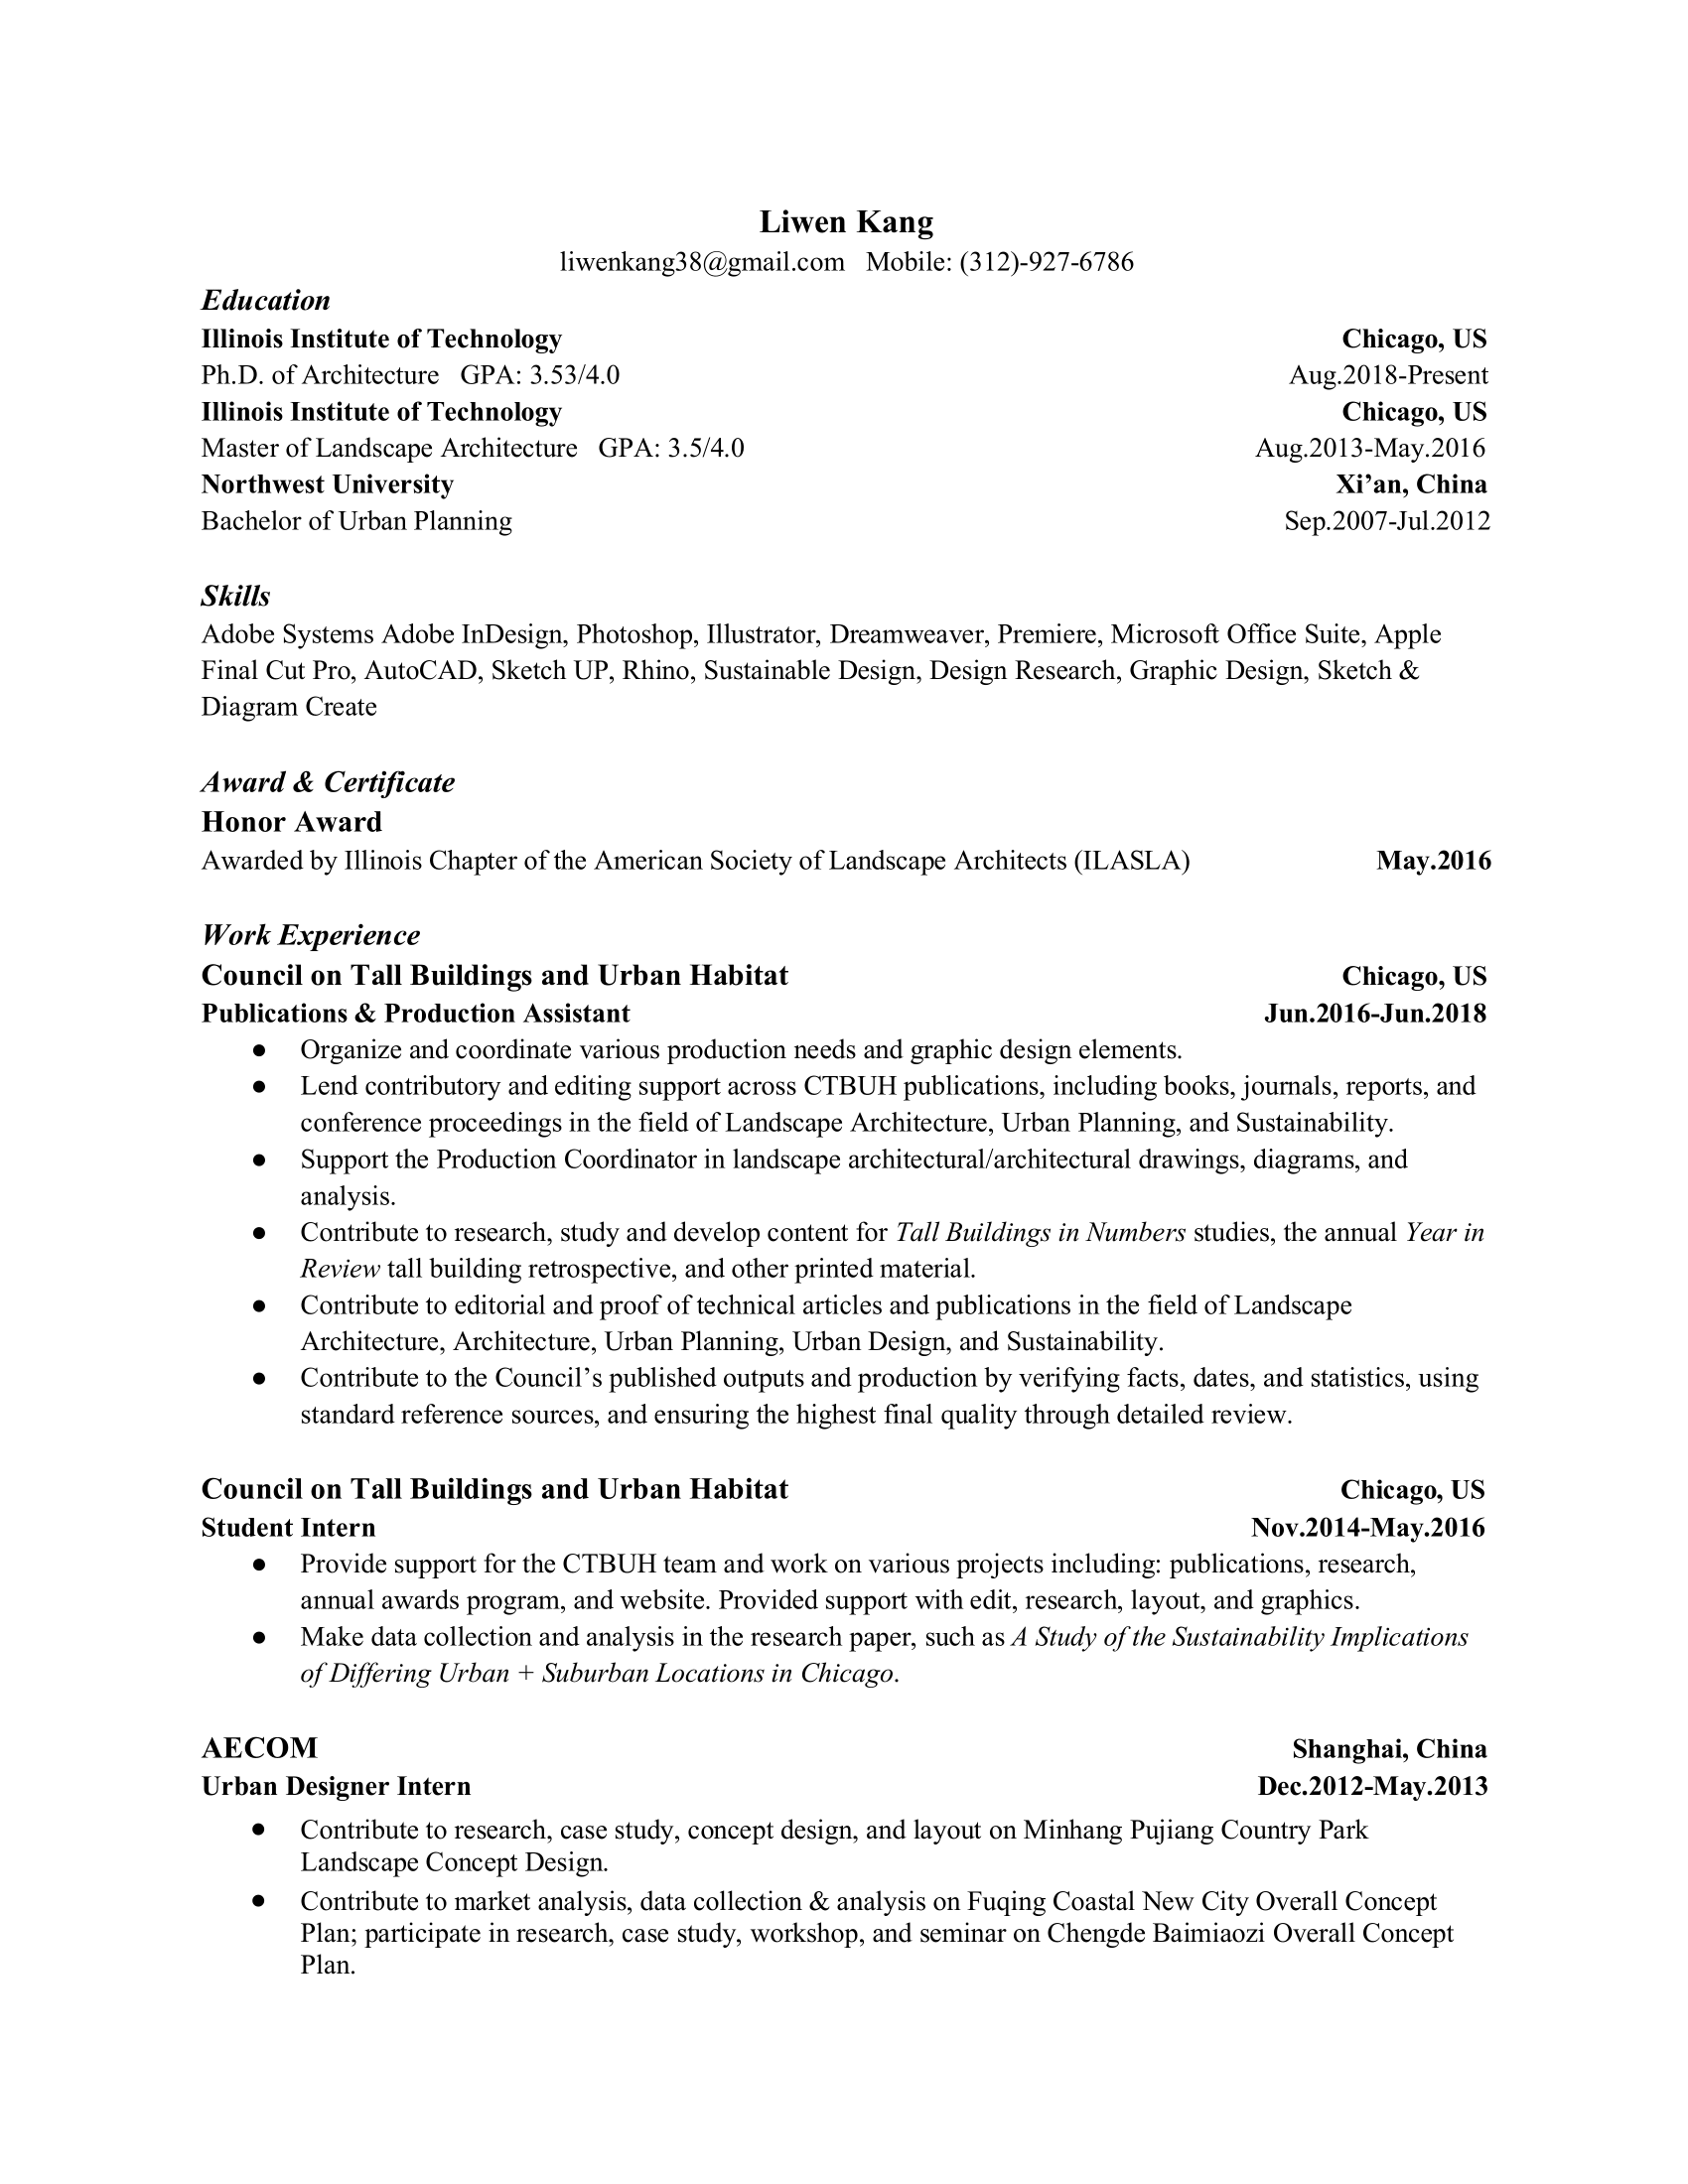 Liwen Kang
liwenkang38@gmail.com   Mobile: (312)-927-6786
Education
Illinois Institute of Technology Chicago, US
Ph.D. of Architecture   GPA: 3.53/4.0 Aug.2018-Present
Illinois Institute of Technology Chicago, US
Master of Landscape Architecture   GPA: 3.5/4.0 Aug.2013-May.2016
Northwest University Xi’an, China
Bachelor of Urban Planning Sep.2007-Jul.2012
Skills
Adobe Systems Adobe InDesign, Photoshop, Illustrator, Dreamweaver, Premiere, Microsoft Office Suite, Apple
Final Cut Pro, AutoCAD, Sketch UP, Rhino, Sustainable Design, Design Research, Graphic Design, Sketch &
Diagram Create
Award & Certificate
Honor Award
Awarded by Illinois Chapter of the American Society of Landscape Architects (ILASLA) May.2016
Work Experience
Council on Tall Buildings and Urban Habitat Chicago, US
Publications & Production Assistant Jun.2016-Jun.2018
● Organize and coordinate various production needs and graphic design elements.
● Lend contributory and editing support across CTBUH publications, including books, journals, reports, and
conference proceedings in the field of Landscape Architecture, Urban Planning, and Sustainability.
● Support the Production Coordinator in landscape architectural/architectural drawings, diagrams, and
analysis.
● Contribute to research, study and develop content for Tall Buildings in Numbers studies, the annual Year in
Review tall building retrospective, and other printed material.
● Contribute to editorial and proof of technical articles and publications in the field of Landscape
Architecture, Architecture, Urban Planning, Urban Design, and Sustainability.
● Contribute to the Council’s published outputs and production by verifying facts, dates, and statistics, using
standard reference sources, and ensuring the highest final quality through detailed review.
Council on Tall Buildings and Urban Habitat Chicago, US
Student Intern Nov.2014-May.2016
● Provide support for the CTBUH team and work on various projects including: publications, research,
annual awards program, and website. Provided support with edit, research, layout, and graphics.
● Make data collection and analysis in the research paper, such as A Study of the Sustainability Implications
of Differing Urban + Suburban Locations in Chicago.
AECOM Shanghai, China
Urban Designer Intern Dec.2012-May.2013
● Contribute to research, case study, concept design, and layout on Minhang Pujiang Country Park
Landscape Concept Design.
● Contribute to market analysis, data collection & analysis on Fuqing Coastal New City Overall Concept
Plan; participate in research, case study, workshop, and seminar on Chengde Baimiaozi Overall Concept
Plan.